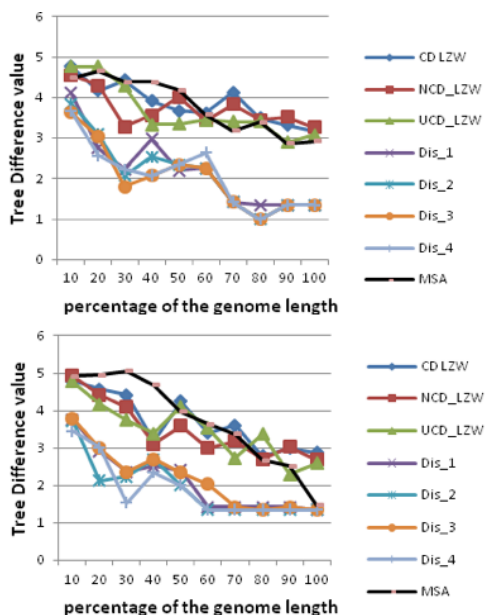 Tree Difference value
6
5
4
3
2
1
0
10 20 30 40 50 60 70 80 90 100
percentage of the genome length
CD LZW
NCD_LZW
UCD_LZW
Dis_1
Dis_2
Dis_3
Dis_4
MSA
Tree Difference value
6
5
4
3
2
1
0
10 20 30 40 50 60 70 80 90 100
percentage of the genome length
CD LZW
NCD_LZW
UCD_LZW
Dis_1
Dis_2
Dis_3
Dis_4
MSA